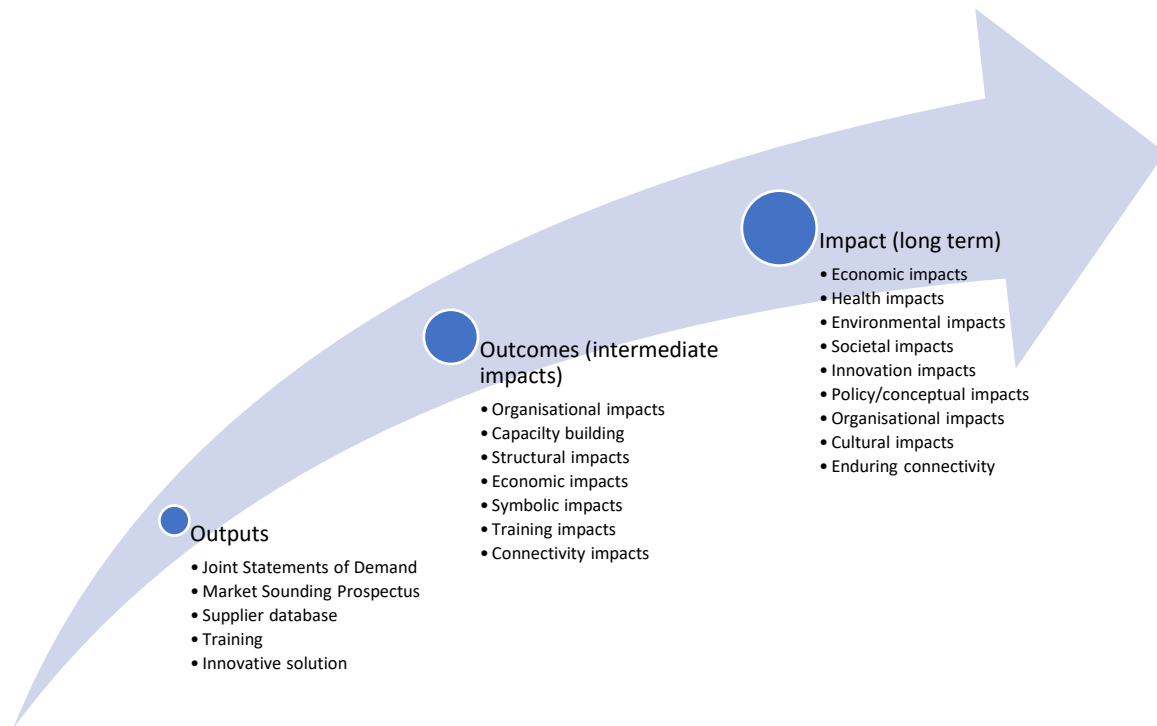 Outputs
• Joint Statements of Demand
• Market Sounding Prospectus
• Supplier database
• Training
• Innovative solution
Outcomes (intermediate
impacts)
• Organisational impacts
• Capacilty building
• Structural impacts
• Economic impacts
• Symbolic impacts
• Training impacts
• Connectivity impacts
Impact (long term)
• Economic impacts
• Health impacts
• Environmental impacts
• Societal impacts
• Innovation impacts
• Policy/conceptual impacts
• Organisational impacts
• Cultural impacts
• Enduring connectivity